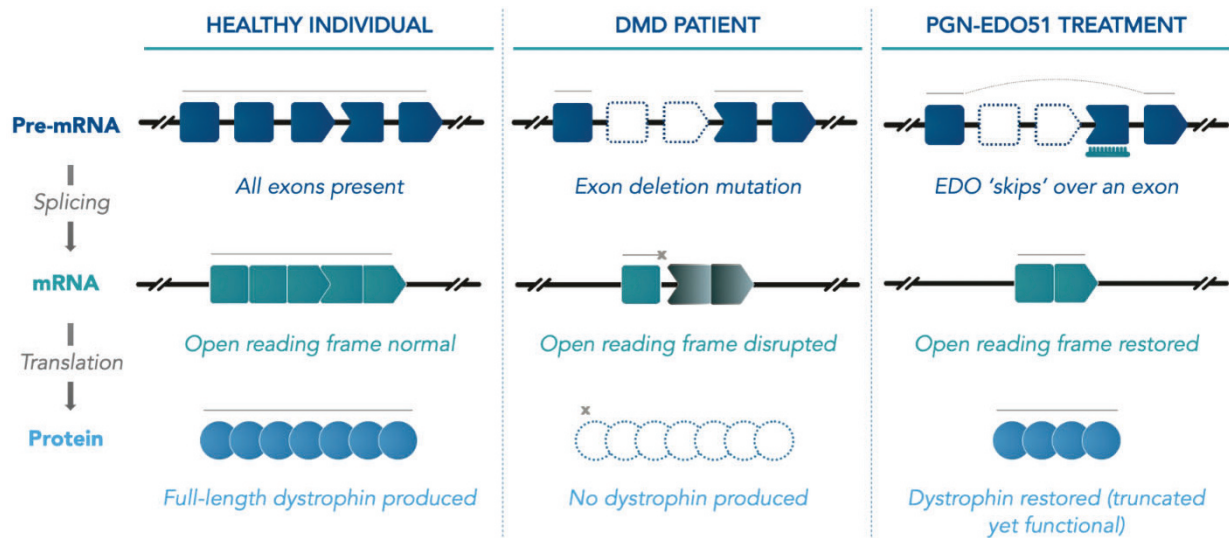 HEALTHY INDIVIDUAL
DMD PATIENT
PGN-EDO51 TREATMENT
Pre-mRNA
All exons present
Exon deletion mutation
EDO ‘skips’ over an exon
Splicing
mRNA
x
Open reading frame normal
Open reading frame disrupted
Open reading frame restored
Translation
x
Protein
Full-length dystrophin produced
No dystrophin produced
Dystrophin restored (truncated
yet functional)